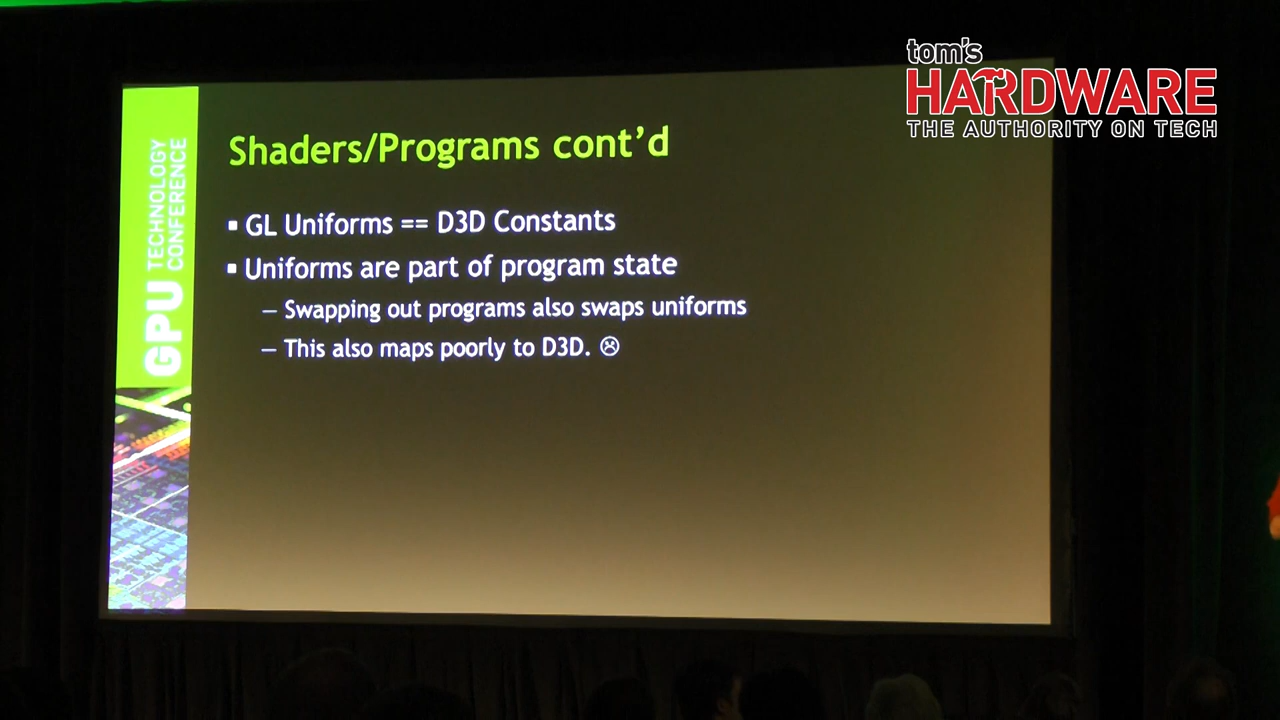 tom's
HARDWARE
THE AUTHORITY ON TECH
GPU TECHNOLOGY
CONFERENCE
Shaders/Programs cont'd
▪ GL Uniforms == D3D Constants
▪ Uniforms are part of program state
– Swapping out programs also swaps uniforms
– This also maps poorly to D3D. ☹